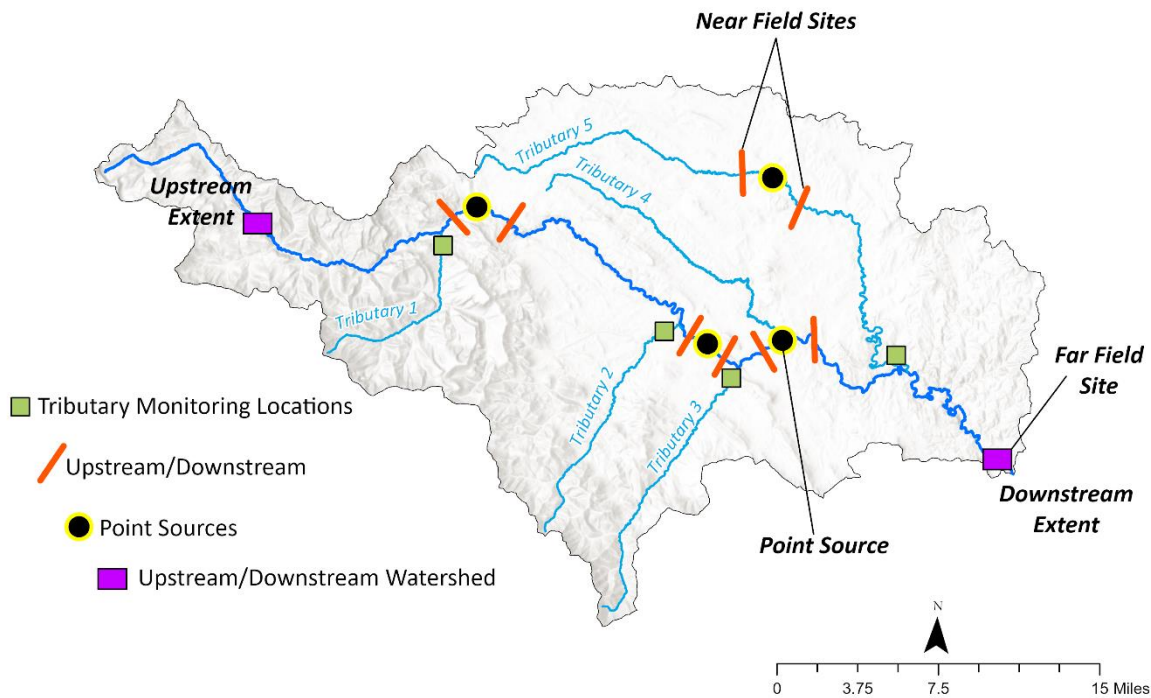 Near Field Sites
Tributary 5
Tributary 4
Upstream
Extent
Tributary 1
Tributary 2
Tributary 3
Far Field
Site
Tributary Monitoring Locations
Upstream/Downstream
Point Sources
Upstream/Downstream Watershed
Point Source
Downstream
Extent
N
0 3.75 7.5 15 Miles